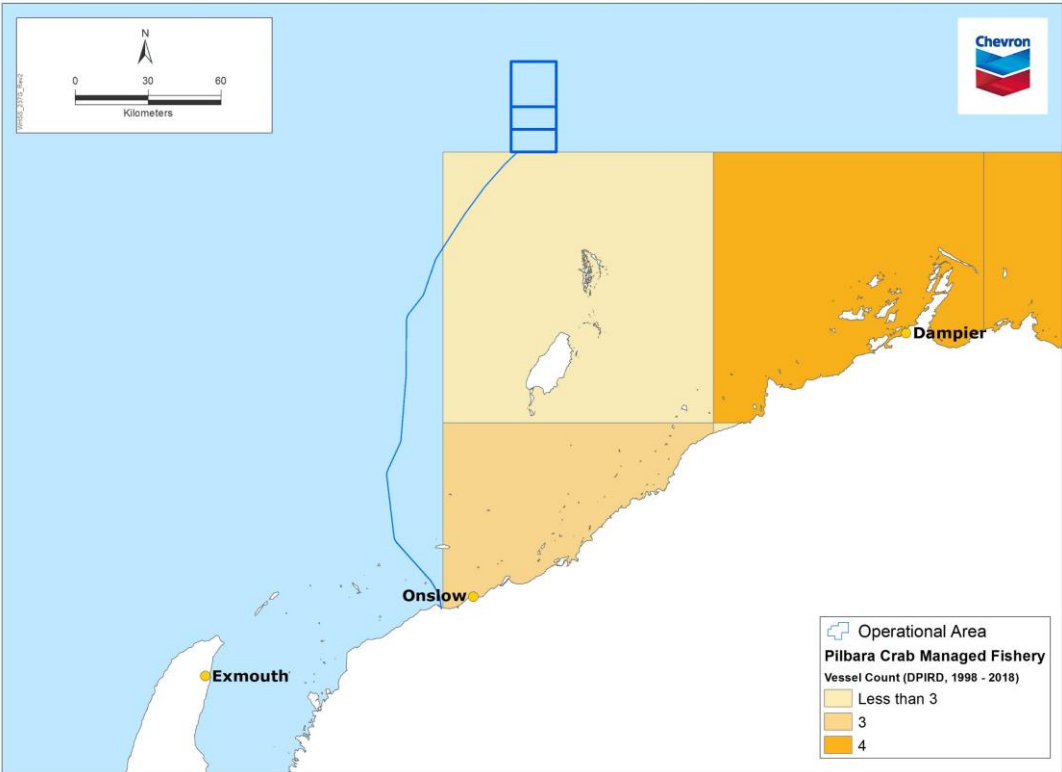 N
0 30 60
Kilometers
WHSS_237G_Rev2
Chevron
Dampier
Onslow
Exmouth
Operational Area
Pilbara Crab Managed Fishery
Vessel Count (DPIRD, 1998 - 2018)
Less than 3
3
4